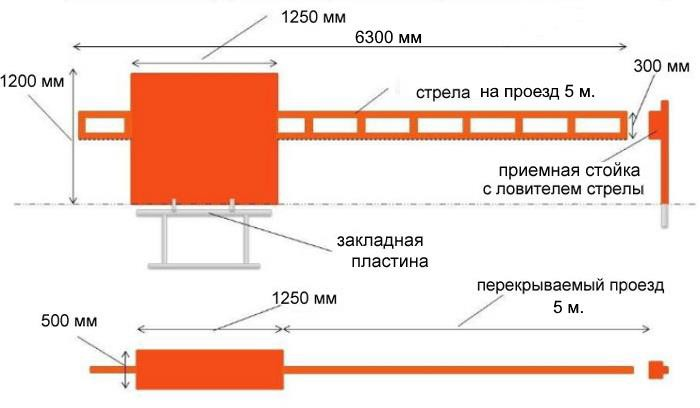 1250 мм
6300 мм
1200 мм
300 мм
стрела на проезд 5 м.
приемная стойка
с ловителем стрелы
закладная
пластина
1250 мм
перекрываемый проезд
5 м.
500 мм